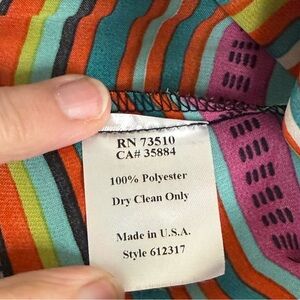 RN 73510
CA# 35884
100% Polyester
Dry Clean Only
Made in U.S.A.
Style 612317